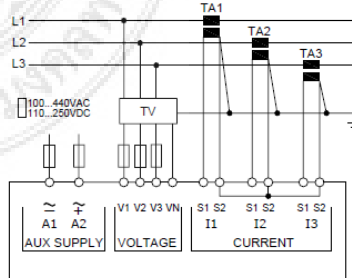 TA1
L1
TA2
L2
TA3
L3
100...440VAC
110...250VDC
TV
≃ ∓ V1 V2 V3 VN S1 S2 S1 S2 S1 S2
A1 A2 I1 I2 I3
AUX SUPPLY VOLTAGE CURRENT